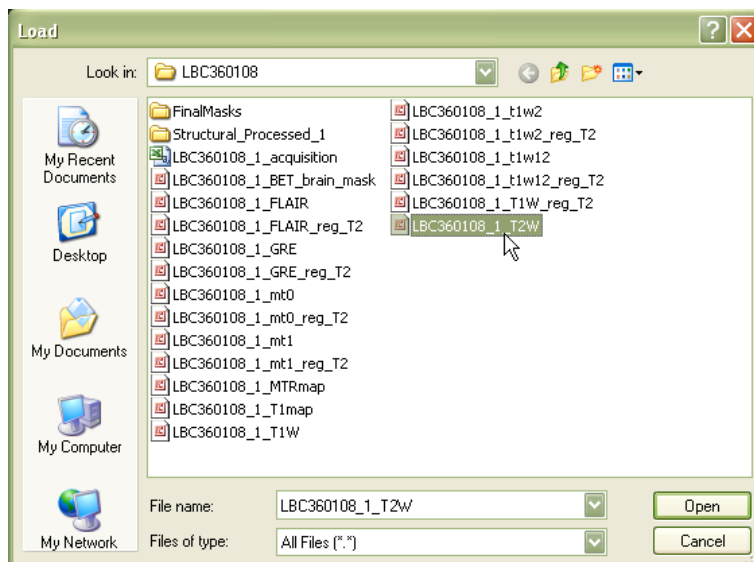 Load
Look in:
LBC360108
My Recent
Documents
Desktop
My Documents
My Computer
My Network
FinalMasks
Structural_Processed_1
LBC360108_1_acquisition
LBC360108_1_BET_brain_mask
LBC360108_1_FLAIR
LBC360108_1_FLAIR_reg_T2
LBC360108_1_GRE
LBC360108_1_GRE_reg_T2
LBC360108_1_mt0
LBC360108_1_mt0_reg_T2
LBC360108_1_mt1
LBC360108_1_mt1_reg_T2
LBC360108_1_MTRmap
LBC360108_1_T1map
LBC360108_1_T1W
LBC360108_1_t1w2
LBC360108_1_t1w2_reg_T2
LBC360108_1_t1w12
LBC360108_1_t1w12_reg_T2
LBC360108_1_T1W_reg_T2
LBC360108_1_T2W
File name:
LBC360108_1_T2W
Open
Files of type:
All Files (*.*)
Cancel